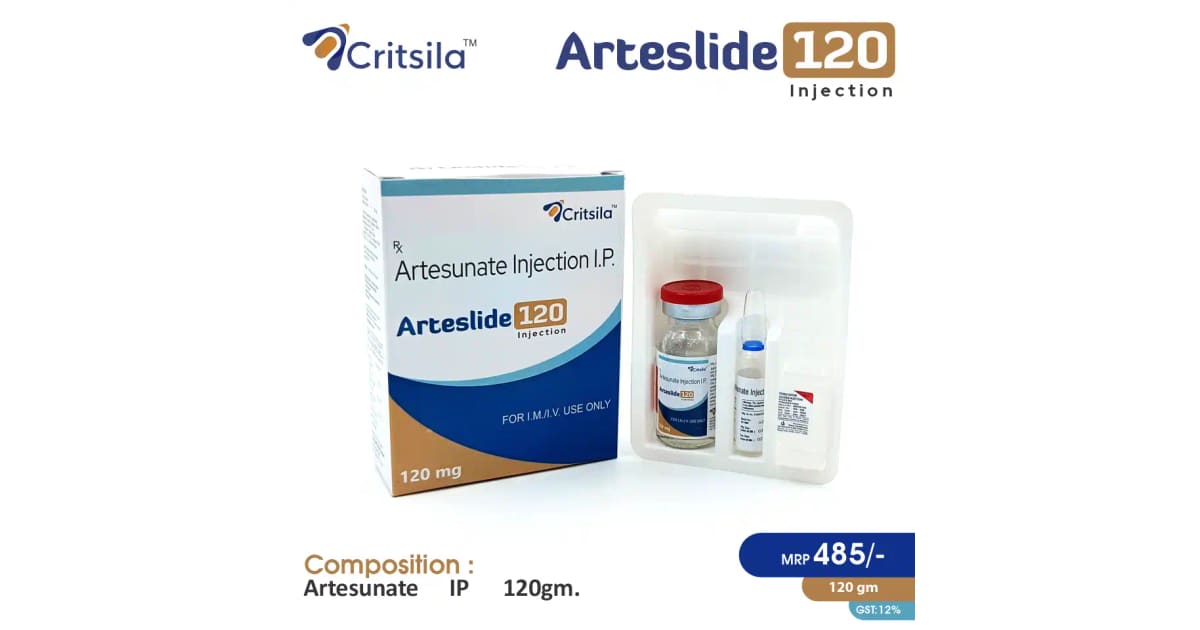 Critsila™
Arteslide 120
Injection
Critsila™
Rx
Artesunate Injection I.P.
Arteslide 120
Injection
FOR I.M./I.V. USE ONLY
120 mg
Critsila
Artesunate Injection I.P.
Arteslide 120
Composition :
Artesunate IP 120gm.
MRP 485/-
120 gm
GST:12%